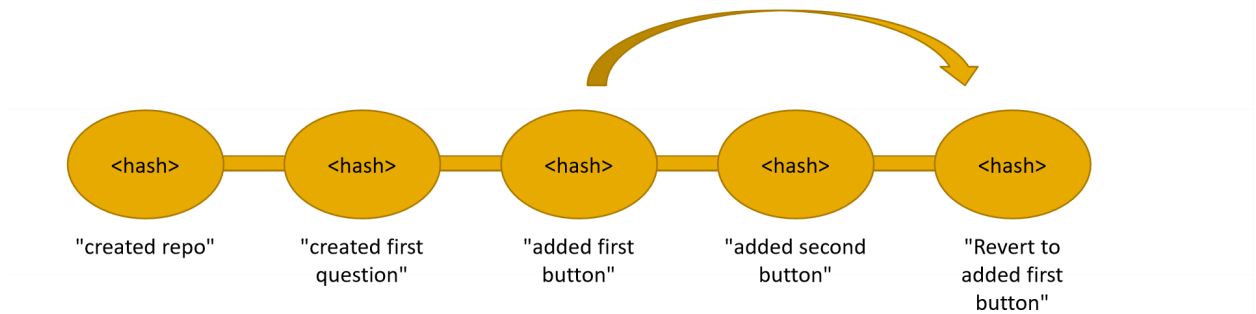 <hash>
<hash>
<hash>
<hash>
<hash>
"created repo"
"created first
question"
"added first
button"
"added second
button"
"Revert to
added first
button"